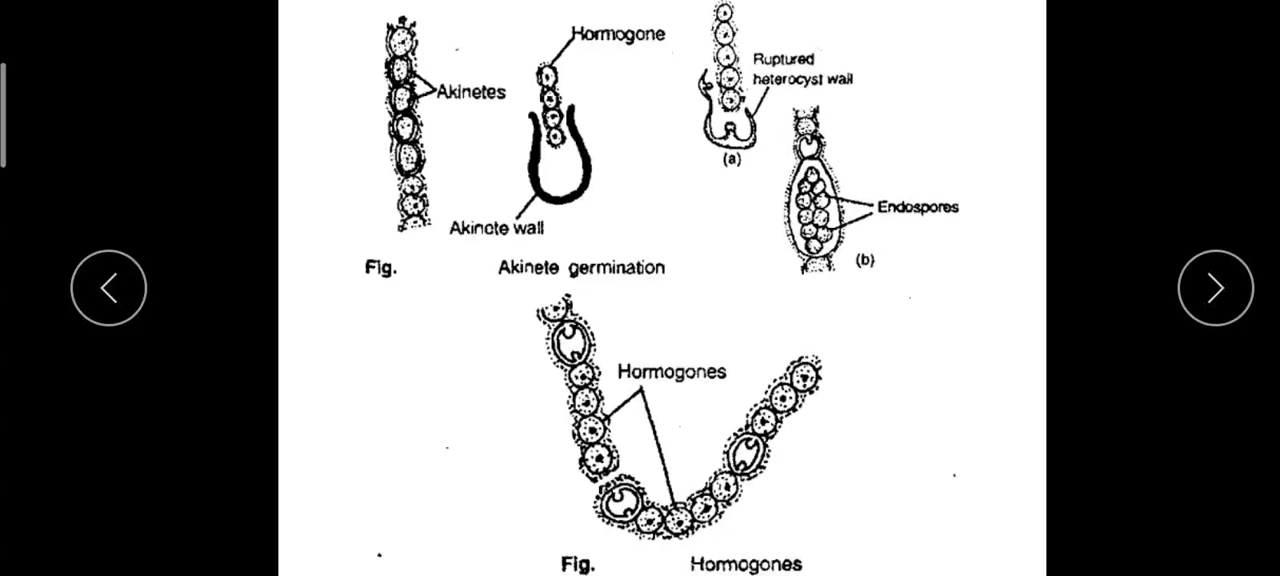 Hormogone
Akinetes
Akinete wall
Ruptured
heterocyst wall
(a)
Endospores
(b)
Fig. Akinete germination
Hormogones
Fig. Hormogones